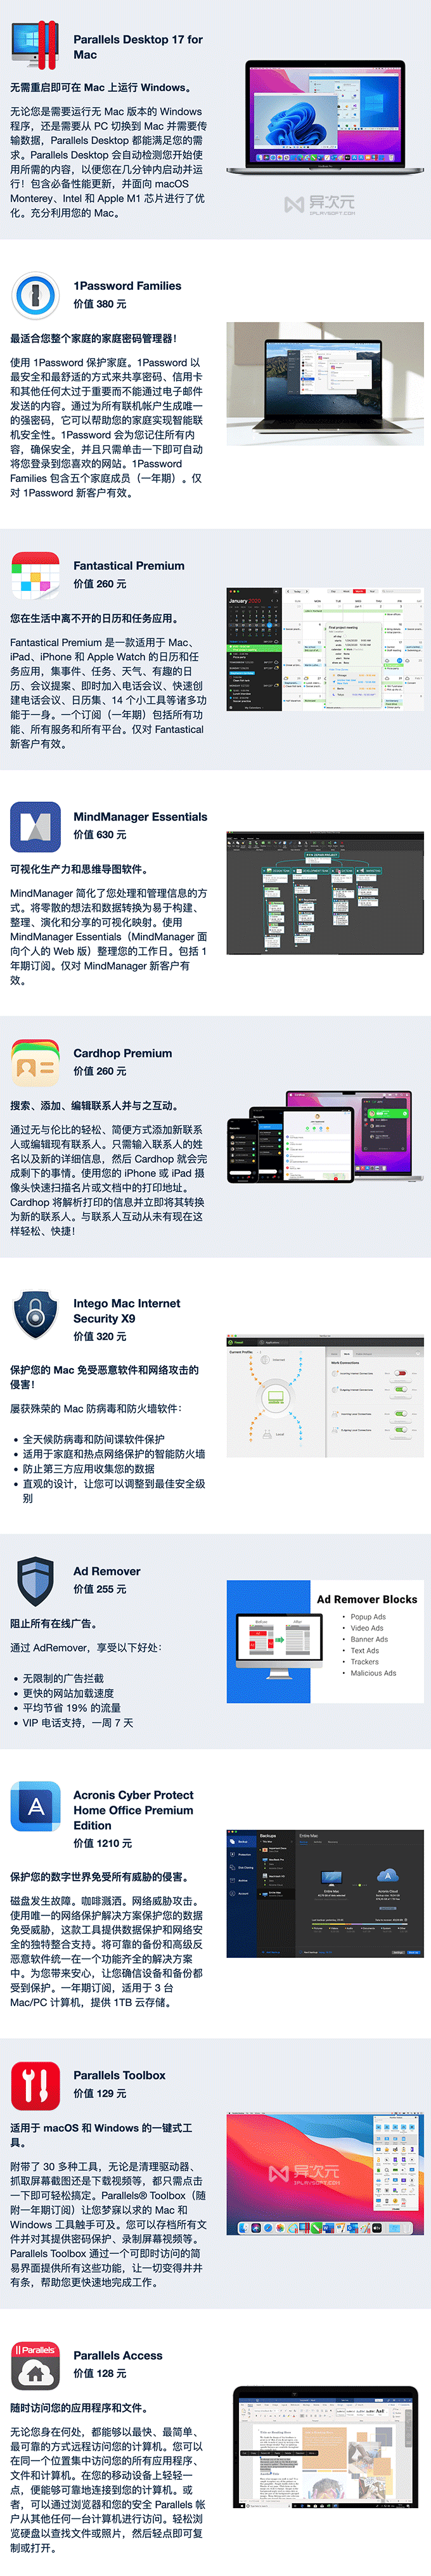 Parallels Desktop 17 for
Mac
无需重启即可在 Mac 上运行 Windows。
无论您是需要运行无 Mac 版本的 Windows
程序，还是需要从 PC 切换到 Mac 并需要传
输数据，Parallels Desktop 都能满足您的需
求。Parallels Desktop 会自动检测您开始使
用所需的内容，以便您在几分钟内启动并运
行！包含必备性能更新，并面向 macOS
Monterey、Intel 和 Apple M1 芯片进行了优
化。充分利用您的 Mac。
异次元
IPLAYSOFT.COM
1Password Families
价值 380 元
最适合您整个家庭的家庭密码管理器！
使用 1Password 保护家庭。1Password 以
最安全和最舒适的方式来共享密码、信用卡
和其他任何太过于重要而不能通过电子邮件
发送的内容。通过为所有联机帐户生成唯一
的强密码，它可以帮助您的家庭实现智能联
机安全性。1Password 会为您记住所有内
容，确保安全，并且只需单击一下即可自动
将您登录到您喜欢的网站。1Password
Families 包含五个家庭成员（一年期）。仅
对 1Password 新客户有效。
Fantastical Premium
价值 260 元
您在生活中离不开的日历和任务应用。
Fantastical Premium 是一款适用于 Mac、
iPad、iPhone 和 Apple Watch 的日历和任
务应用，集事件、任务、天气、有趣的日
历、会议提案、即时加入电话会议、快速创
建电话会议、日历集、14 个小工具等诸多功
能于一身。一个订阅（一年期）包括所有功
能、所有服务和所有平台。仅对 Fantastical
新客户有效。
January 2020
MindManager Essentials
价值 630 元
可视化生产力和思维导图软件。
MindManager 简化了您处理和管理信息的方
式。将零散的想法和数据转换为易于构建、
整理、演化和分享的可视化映射。使用
MindManager Essentials（MindManager 面
向个人的 Web 版）整理您的工作日。包括 1
年期订阅。仅对 MindManager 新客户有
效。
Cardhop Premium
价值 260 元
搜索、添加、编辑联系人并与之互动。
通过无与伦比的轻松、简便方式添加新联系
人或编辑现有联系人。只需输入联系人的姓
名以及新的详细信息，然后 Cardhop 就会完
成剩下的事情。使用您的 iPhone 或 iPad 摄
像头快速扫描名片或文档中的打印地址。
Cardhop 将解析打印的信息并立即将其转换
为新的联系人。与联系人互动从未有现在这
样轻松、快捷！
Intego Mac Internet
Security X9
价值 320 元
保护您的 Mac 免受恶意软件和网络攻击的
侵害！
屡获殊荣的 Mac 防病毒和防火墙软件：
• 全天候防病毒和防间谍软件保护
• 适用于家庭和热点网络保护的智能防火墙
• 防止第三方应用收集您的数据
• 直观的设计，让您可以调整到最佳安全级
别
Ad Remover
价值 255 元
阻止所有在线广告。
通过 AdRemover，享受以下好处：
• 无限制的广告拦截
• 更快的网站加载速度
• 平均节省 19% 的流量
• VIP 电话支持，一周 7 天
Ad Remover Blocks
Before
After
• Popup Ads
• Video Ads
• Banner Ads
• Text Ads
• Trackers
• Malicious Ads
Acronis Cyber Protect
Home Office Premium
Edition
价值 1210 元
保护您的数字世界免受所有威胁的侵害。
磁盘发生故障。咖啡溅洒。网络威胁攻击。
使用唯一的网络保护解决方案保护您的数据
免受威胁，这款工具提供数据保护和网络安
全的独特整合支持。将可靠的备份和高级反
恶意软件统一在一个功能齐全的解决方案
中。为您带来安心，让您确信设备和备份都
受到保护。一年期订阅，适用于 3 台
Mac/PC 计算机，提供 1TB 云存储。
Parallels Toolbox
价值 129 元
适用于 macOS 和 Windows 的一键式工
具。
附带了 30 多种工具，无论是清理驱动器、
抓取屏幕截图还是下载视频等，都只需点击
一下即可轻松搞定。Parallels® Toolbox（随
附一年期订阅）让您梦寐以求的 Mac 和
Windows 工具触手可及。您可以存档所有文
件并对其提供密码保护、录制屏幕视频等。
Parallels Toolbox 通过一个可即时访问的简
易界面提供所有这些功能，让一切变得井井
有条，帮助您更快速地完成工作。
异次元
IPLAYSOFT.COM
Parallels
Parallels Access
价值 128 元
随时访问您的应用程序和文件。
无论您身在何处，都能够以最快、最简单、
最可靠的方式远程访问您的计算机。您可以
在同一个位置集中访问您的所有应用程序、
文件和计算机。在您的移动设备上轻轻一
点，便能够可靠地连接到您的计算机。或
者，可以通过浏览器和您的安全 Parallels 帐
户从其他任何一台计算机进行访问。轻松浏
览硬盘以查找文件或照片，然后轻点即可复
制或打开。